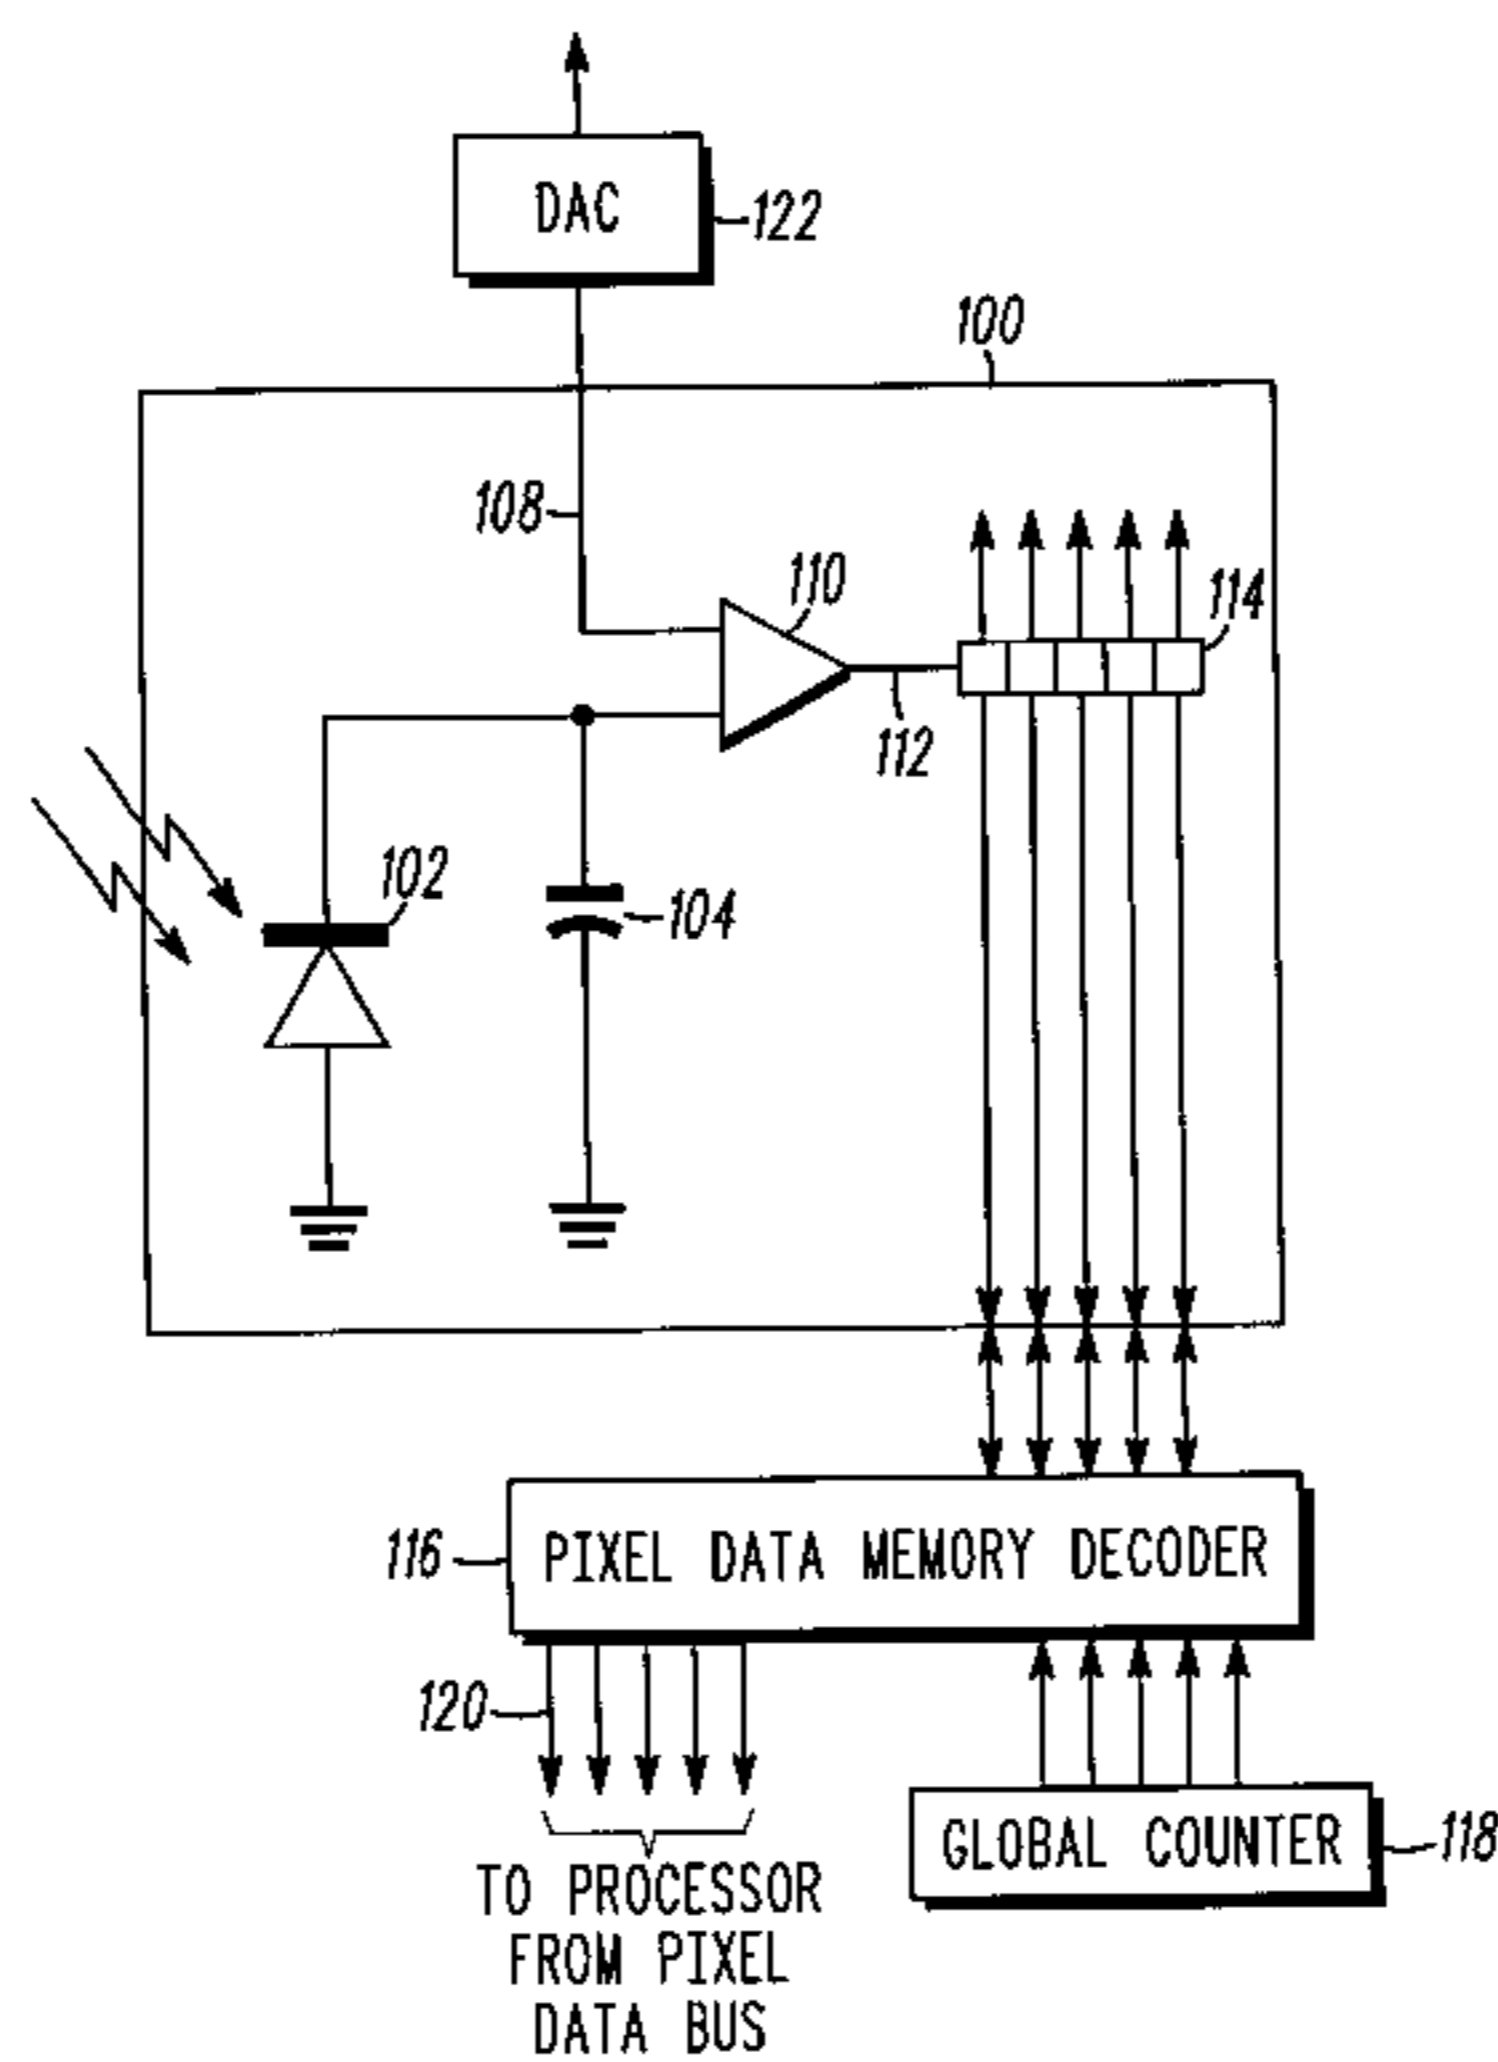 DAC
122
100
108
110
114
112
102
104
116
PIXEL DATA MEMORY DECODER
120
GLOBAL COUNTER
118
TO PROCESSOR
FROM PIXEL
DATA BUS